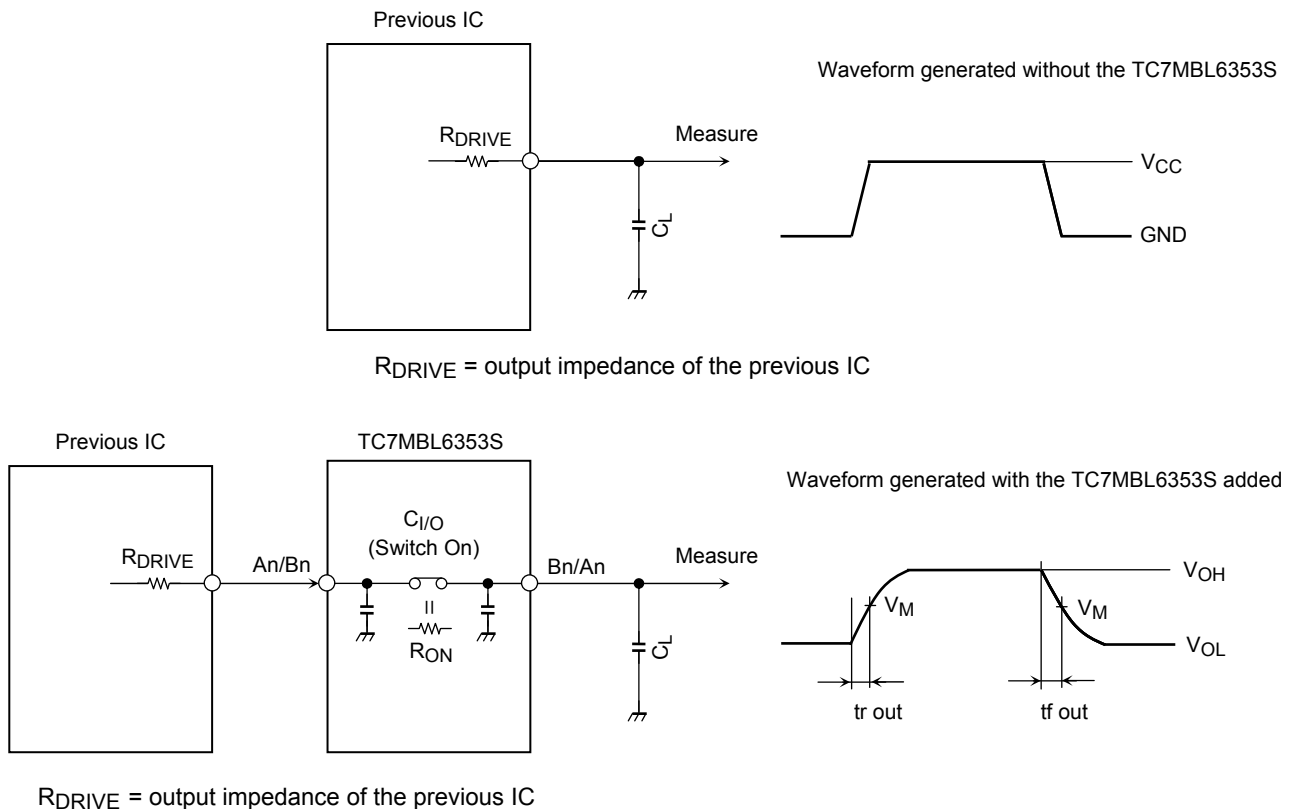 Previous IC
Waveform generated without the TC7MBL6353S
RDRIVE
Measure
VCC
CL
GND
RDRIVE = output impedance of the previous IC
Previous IC
TC7MBL6353S
Waveform generated with the TC7MBL6353S added
CI/O
(Switch On)
RDRIVE
An/Bn
Bn/An
Measure
VOH
VM
VM
RON
CL
VOL
tr out
tf out
RDRIVE = output impedance of the previous IC